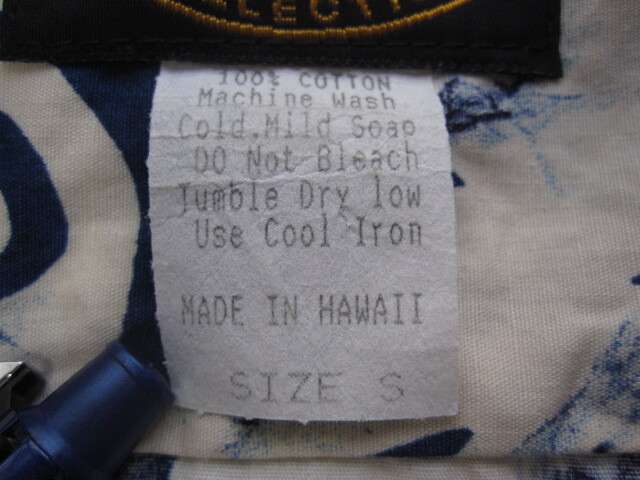 100% COTTON
Machine Wash
Cold.Mild Soap
DO Not Bleach
Tumble Dry low
Use Cool Iron
MADE IN HAWAII
SIZE S